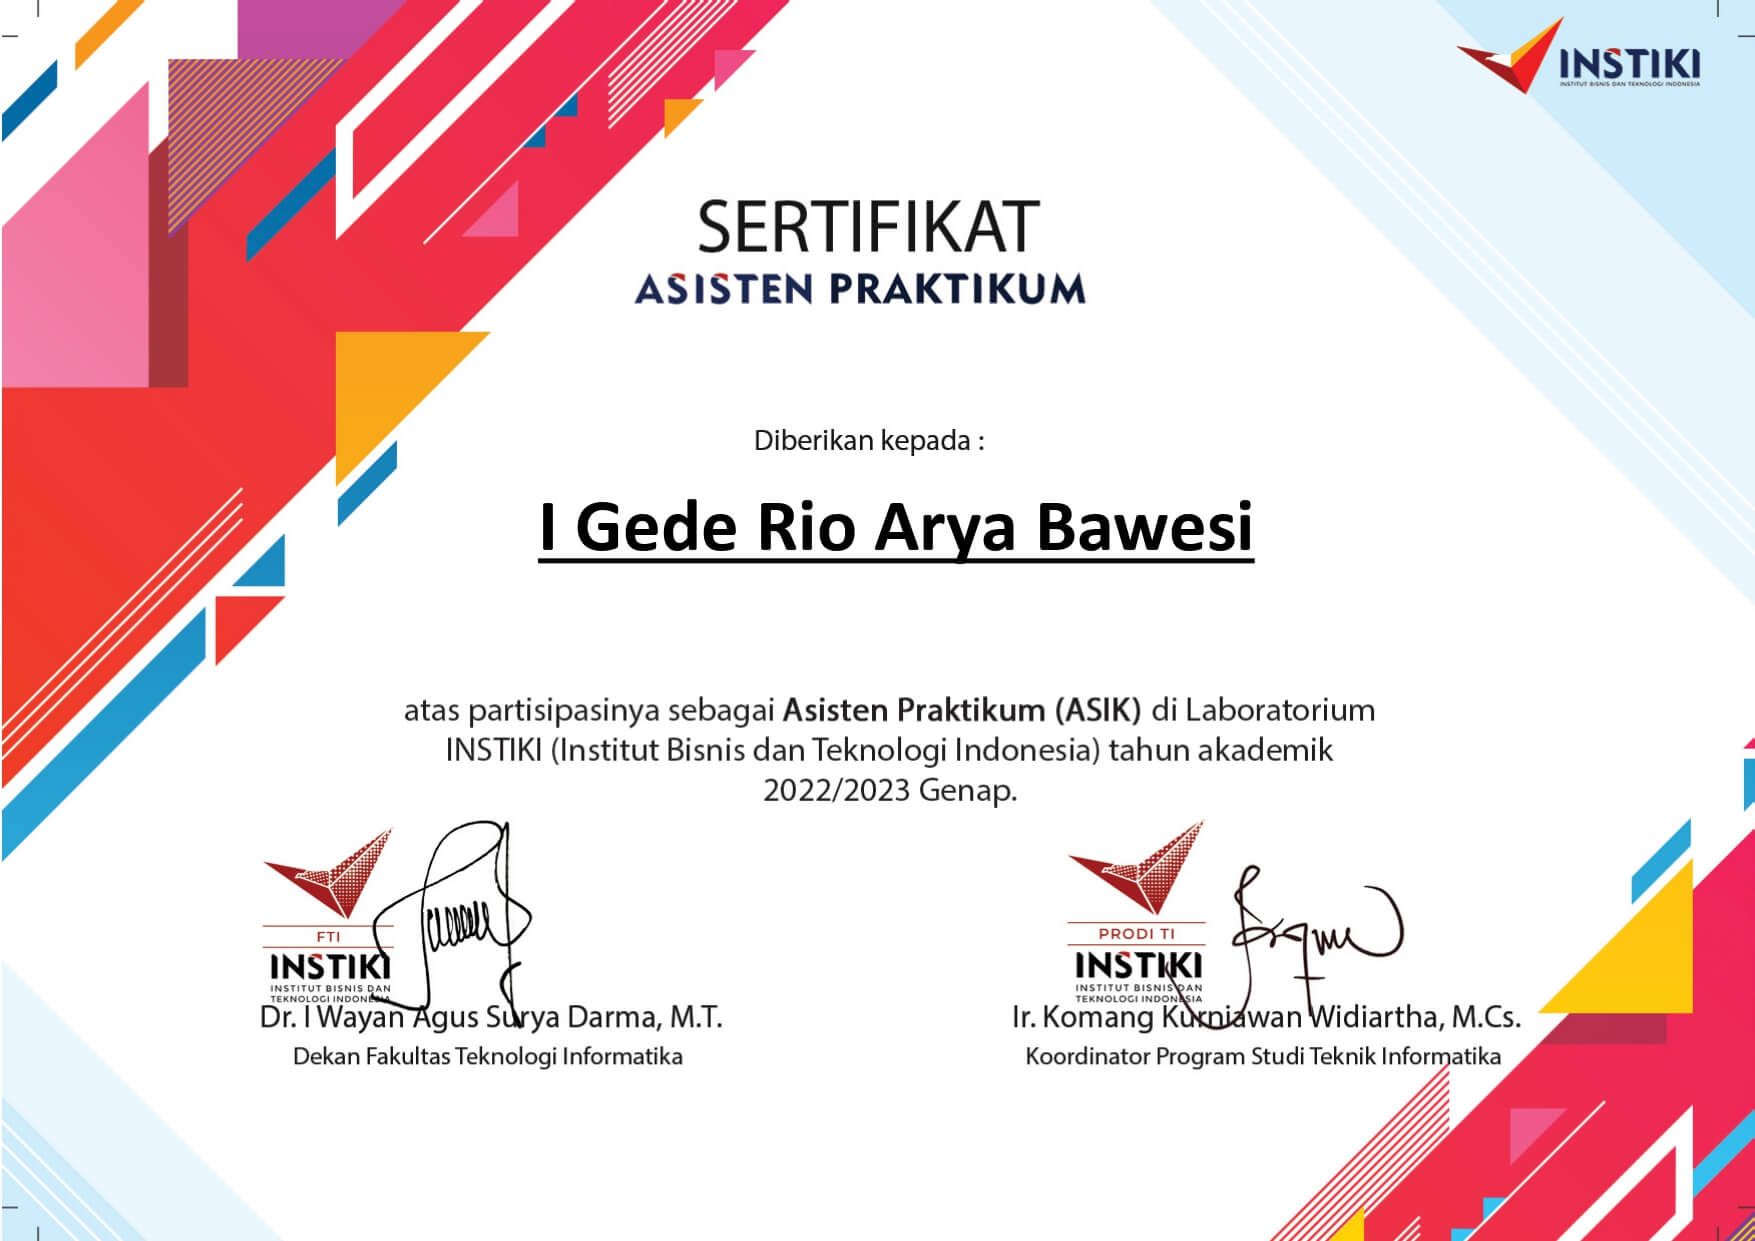 INSTIKI
INSTITUT BISNIS DAN TEKNOLOGI INDONESIA
SERTIFIKAT
ASISTEN PRAKTIKUM
Diberikan kepada :
I Gede Rio Arya Bawesi
atas partisipasinya sebagai Asisten Praktikum (ASIK) di Laboratorium
INSTIKI (Institut Bisnis dan Teknologi Indonesia) tahun akademik
2022/2023 Genap.
FTI
INSTIKI
INSTITUT BISNIS DAN
TEKNOLOGI INDONESIA
Dr. I Wayan Agus Surya Darma, M.T.
Dekan Fakultas Teknologi Informatika
PRODI TI
INSTIKI
INSTITUT BISNIS DAN
TEKNOLOGI INDONESIA
Ir. Komang Kurniawan Widiartha, M.Cs.
Koordinator Program Studi Teknik Informatika